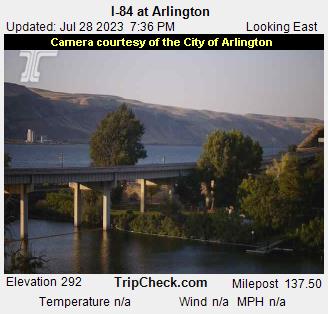 I-84 at Arlington
Updated: Jul 28 2023 7:36 PM Looking East
Camera courtesy of the City of Arlington
Elevation 292 TripCheck.com Milepost 137.50
Temperature n/a Wind n/a MPH n/a